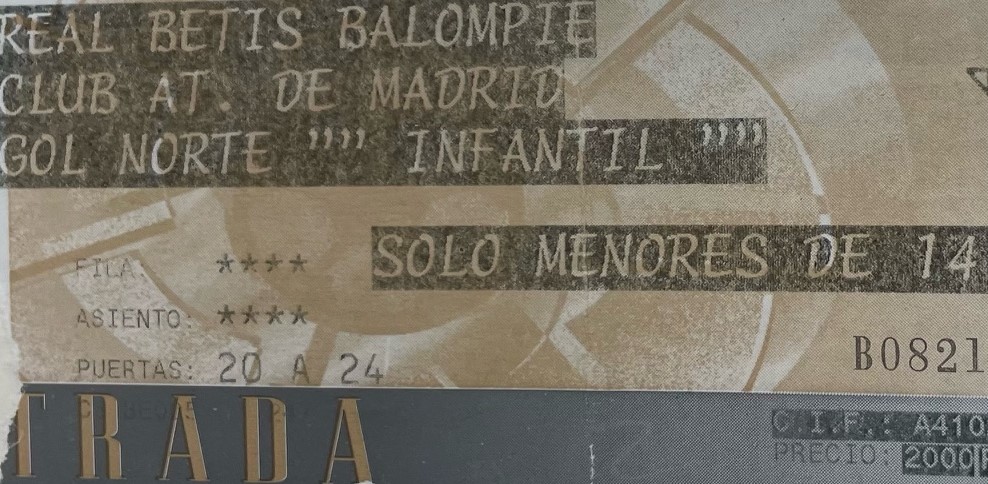 REAL BETIS BALOMPIE
CLUB AT. DE MADRID
GOL NORTE """" INFANTIL """"
SOLO MENORES DE 14
FILA: ****
ASIENTO: ****
PUERTAS: 20 A 24
B0821
TRADA
C.I.F.: A410
PRECIO: 2000